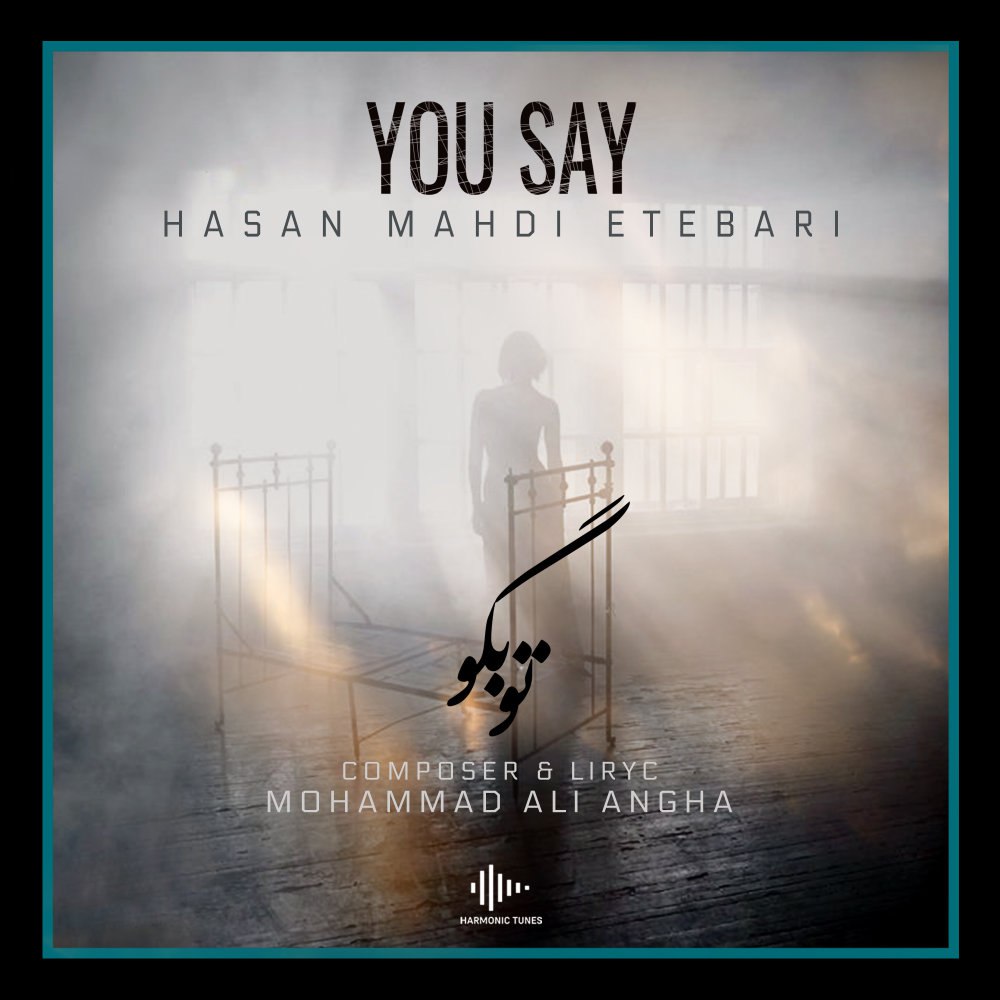 YOU SAY
HASAN MAHDI ETEBARI
تو بگو
COMPOSER & LIRYC
MOHAMMAD ALI ANGHA
HARMONIC TUNES